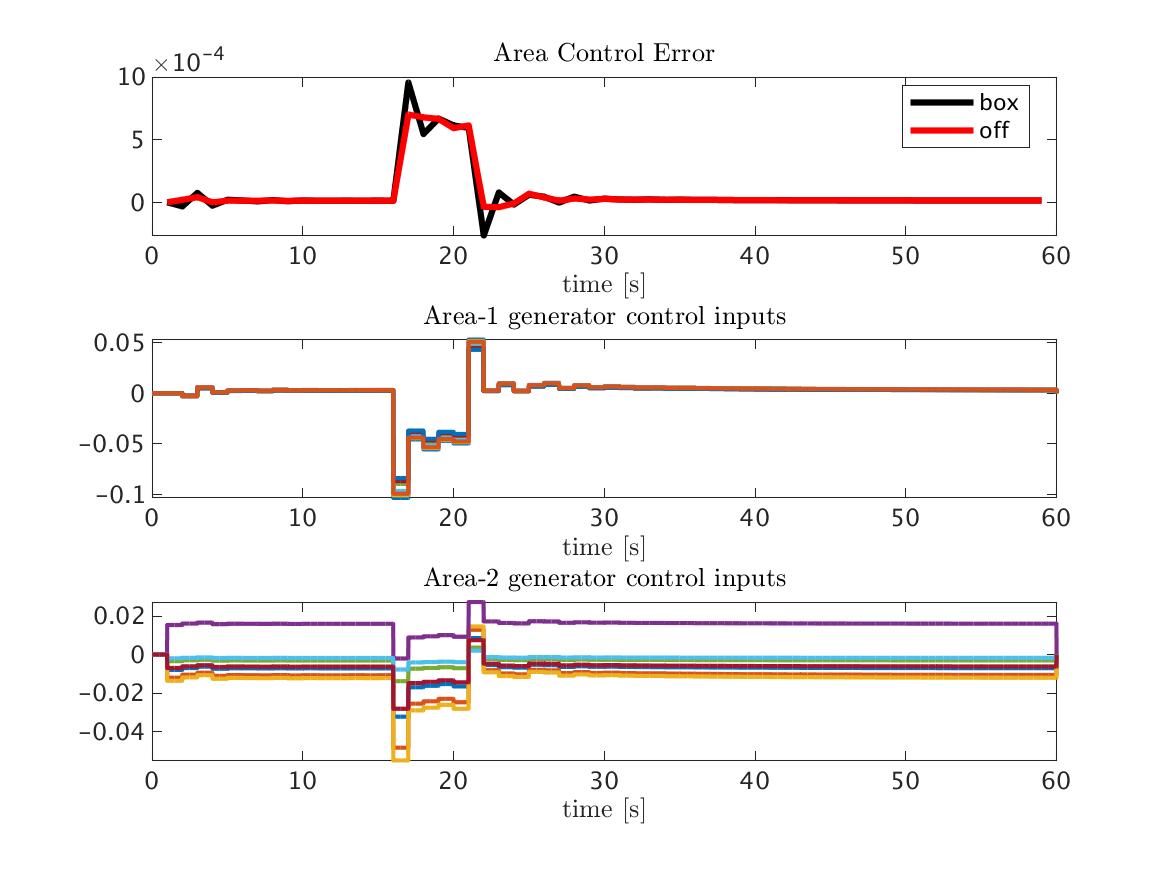 Area Control Error
×10⁻⁴
10
5
0
box
off
0 10 20 30 40 50 60
time [s]
Area-1 generator control inputs
0.05
0
−0.05
−0.1
0 10 20 30 40 50 60
time [s]
Area-2 generator control inputs
0.02
0
−0.02
−0.04
0 10 20 30 40 50 60
time [s]